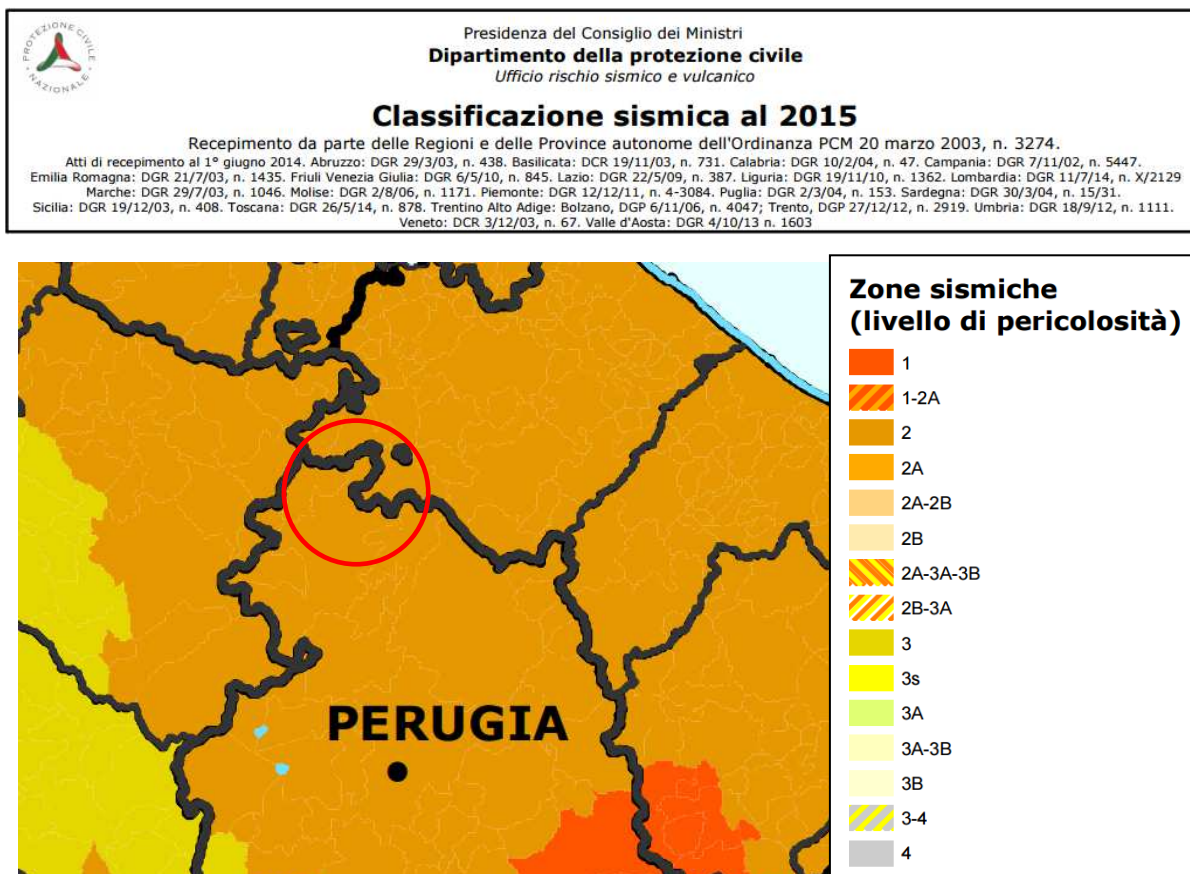 PROTEZIONE CIVILE
NAZIONALE
Presidenza del Consiglio dei Ministri
Dipartimento della protezione civile
Ufficio rischio sismico e vulcanico
Classificazione sismica al 2015
Recepimento da parte delle Regioni e delle Province autonome dell'Ordinanza PCM 20 marzo 2003, n. 3274.
Atti di recepimento al 1° giugno 2014. Abruzzo: DGR 29/3/03, n. 438. Basilicata: DCR 19/11/03, n. 731. Calabria: DGR 10/2/04, n. 47. Campania: DGR 7/11/02, n. 5447.
Emilia Romagna: DGR 21/7/03, n. 1435. Friuli Venezia Giulia: DGR 6/5/10, n. 845. Lazio: DGR 22/5/09, n. 387. Liguria: DGR 19/11/10, n. 1362. Lombardia: DGR 11/7/14, n. X/2129
Marche: DGR 29/7/03, n. 1046. Molise: DGR 2/8/06, n. 1171. Piemonte: DGR 12/12/11, n. 4-3084. Puglia: DGR 2/3/04, n. 153. Sardegna: DGR 30/3/04, n. 15/31.
Sicilia: DGR 19/12/03, n. 408. Toscana: DGR 26/5/14, n. 878. Trentino Alto Adige: Bolzano, DGP 6/11/06, n. 4047; Trento, DGP 27/12/12, n. 2919. Umbria: DGR 18/9/12, n. 1111.
Veneto: DCR 3/12/03, n. 67. Valle d'Aosta: DGR 4/10/13 n. 1603
PERUGIA
Zone sismiche
(livello di pericolosità)
1
1-2A
2
2A
2A-2B
2B
2A-3A-3B
2B-3A
3
3s
3A
3A-3B
3B
3-4
4